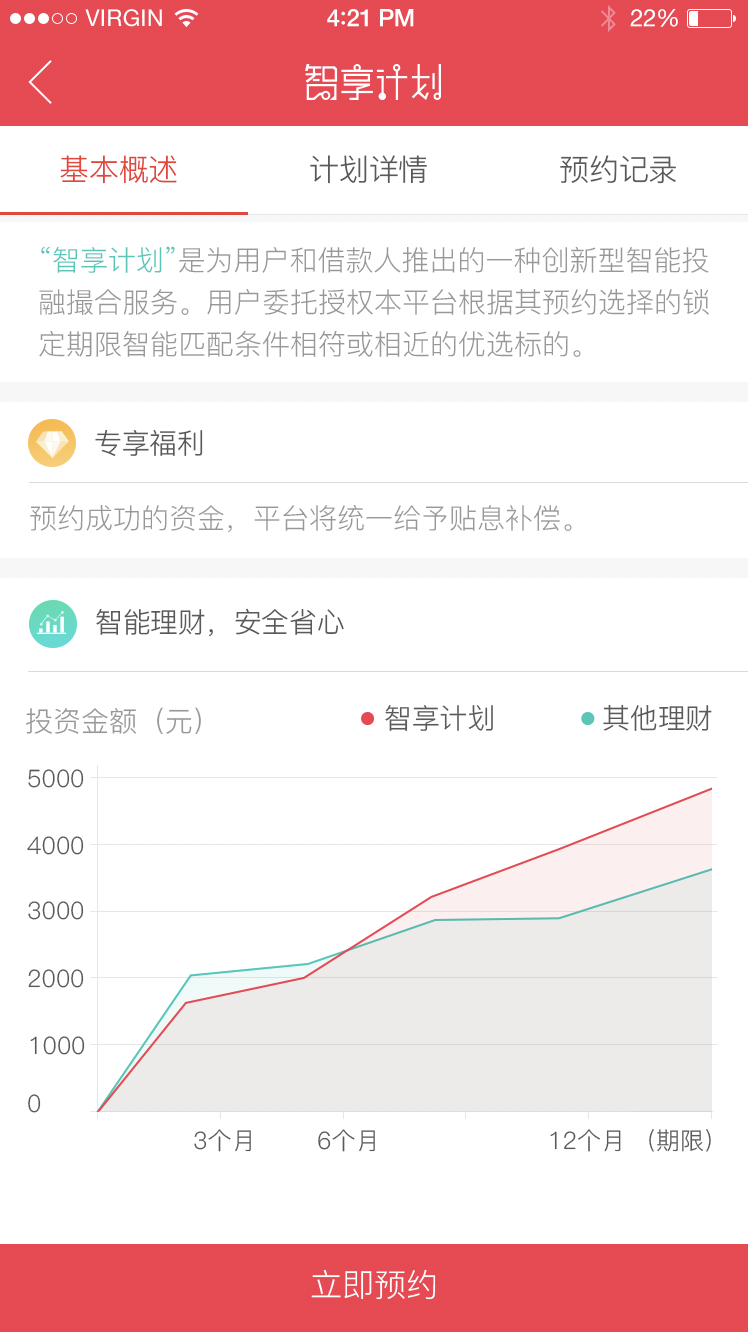 VIRGIN 4:21 PM 22%
智享计划
基本概述 计划详情 预约记录
“智享计划”是为用户和借款人推出的一种创新型智能投
融撮合服务。用户委托授权本平台根据其预约选择的锁
定期限智能匹配条件相符或相近的优选标的。
专享福利
预约成功的资金，平台将统一给予贴息补偿。
智能理财，安全省心
投资金额（元） 智享计划 其他理财
5000
4000
3000
2000
1000
0
3个月 6个月 12个月 （期限）
立即预约